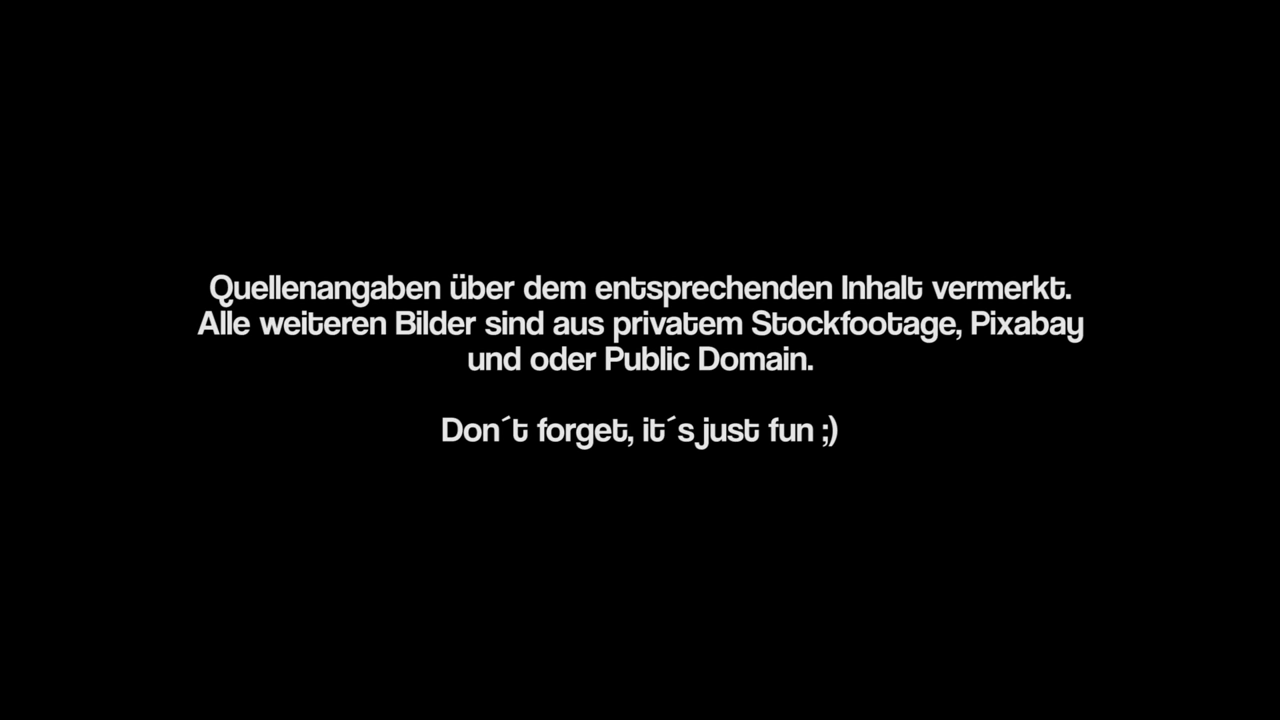 Quellenangaben über dem entsprechenden Inhalt vermerkt.
Alle weiteren Bilder sind aus privatem Stockfootage, Pixabay
und oder Public Domain.
Don´t forget, it´s just fun ;)